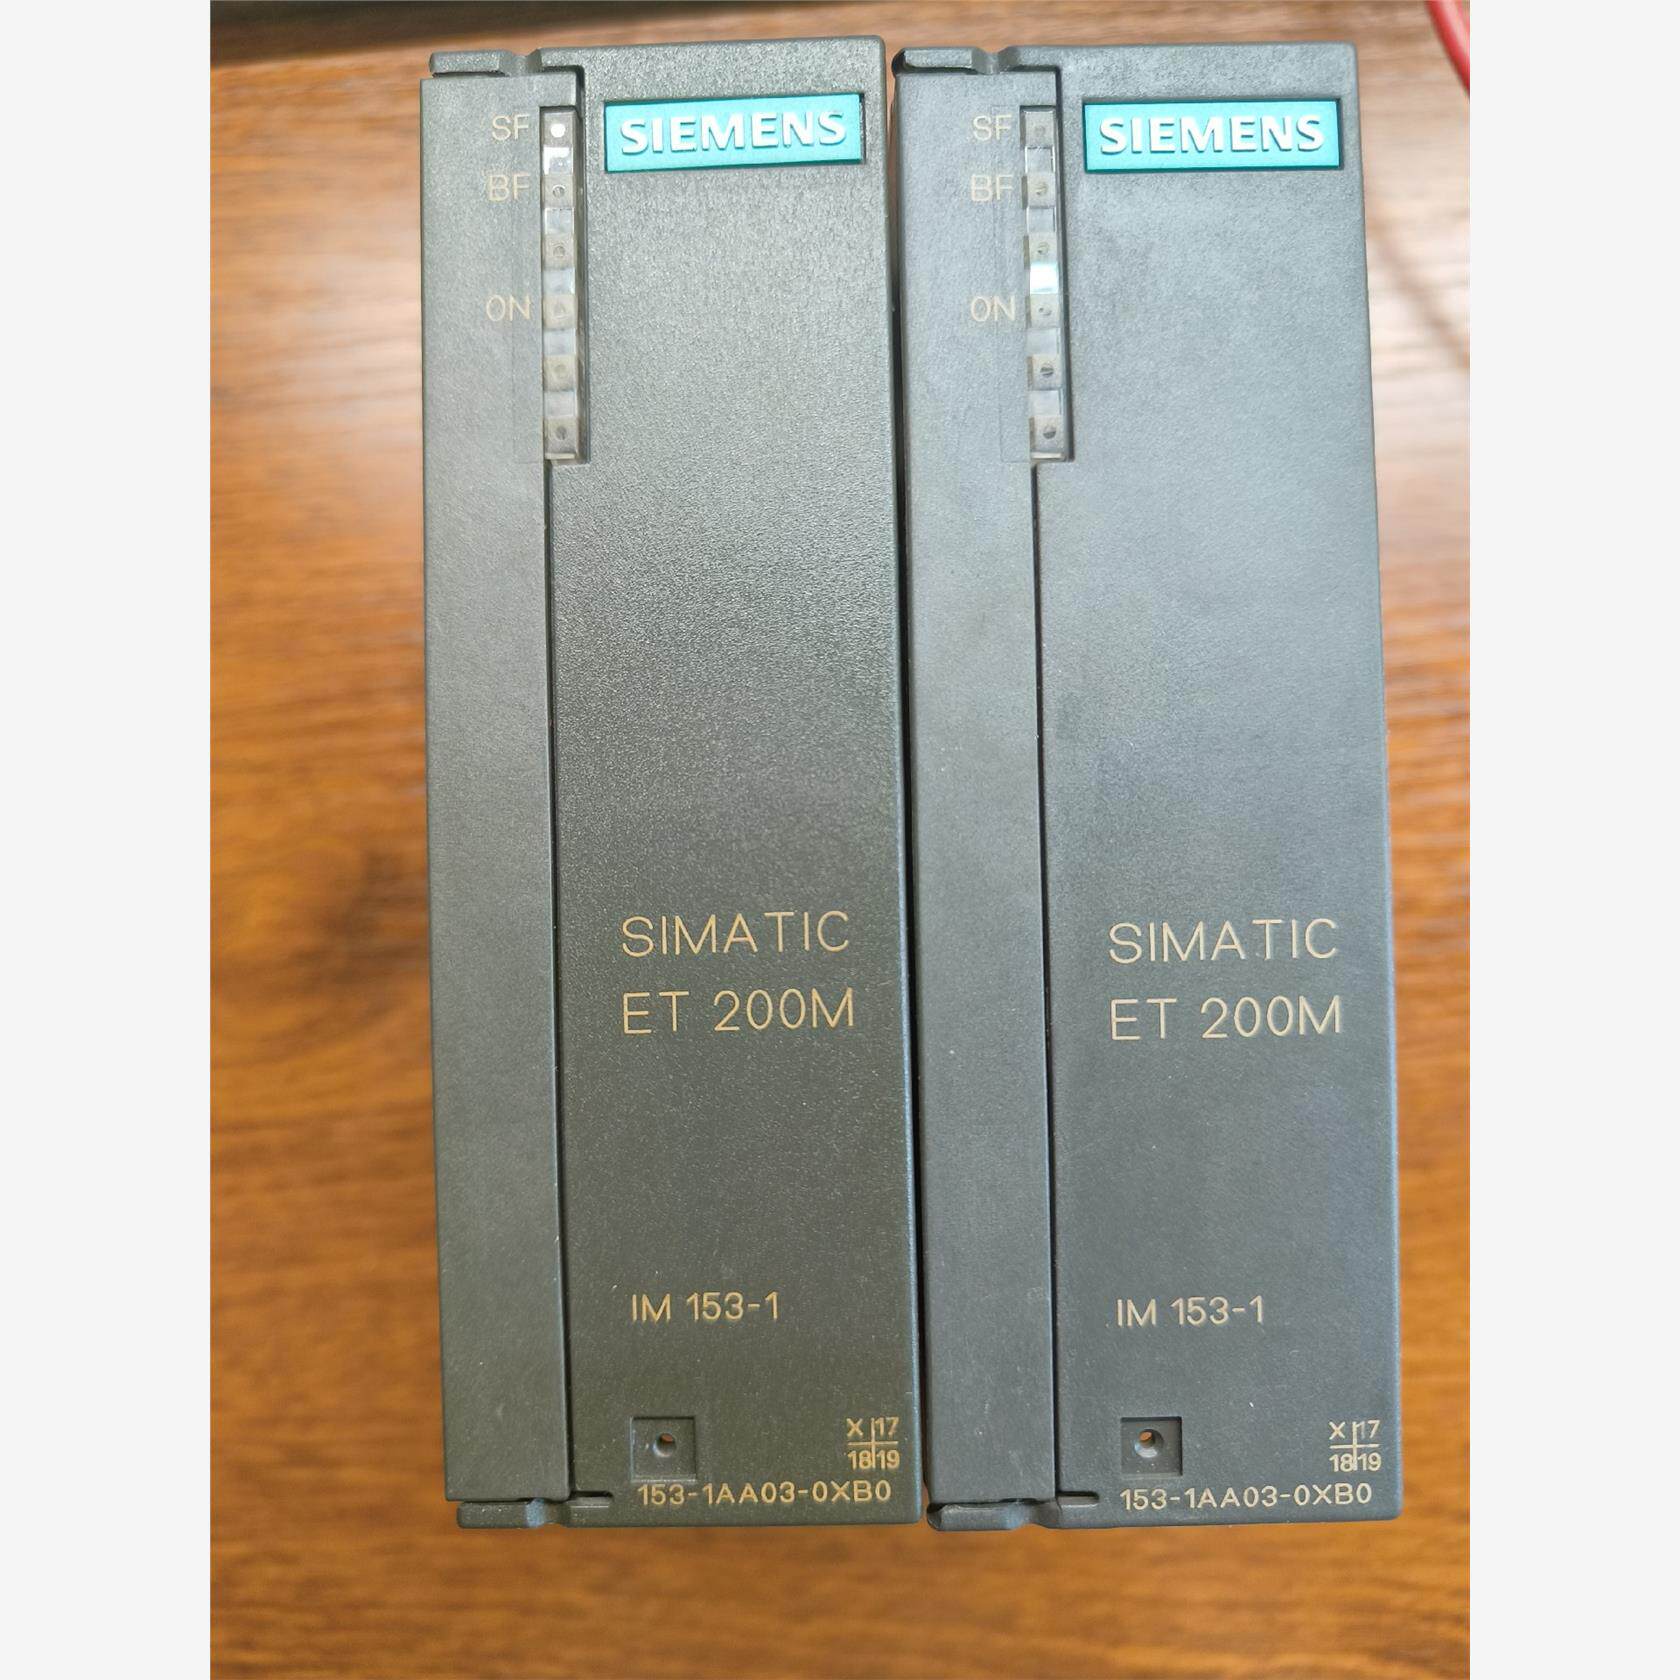 SIEMENS
SF
BF
ON
SIMATIC
ET 200M
IM 153-1
X 17
18 19
153-1AA03-0XB0
SIEMENS
SF
BF
ON
SIMATIC
ET 200M
IM 153-1
X 17
18 19
153-1AA03-0XB0